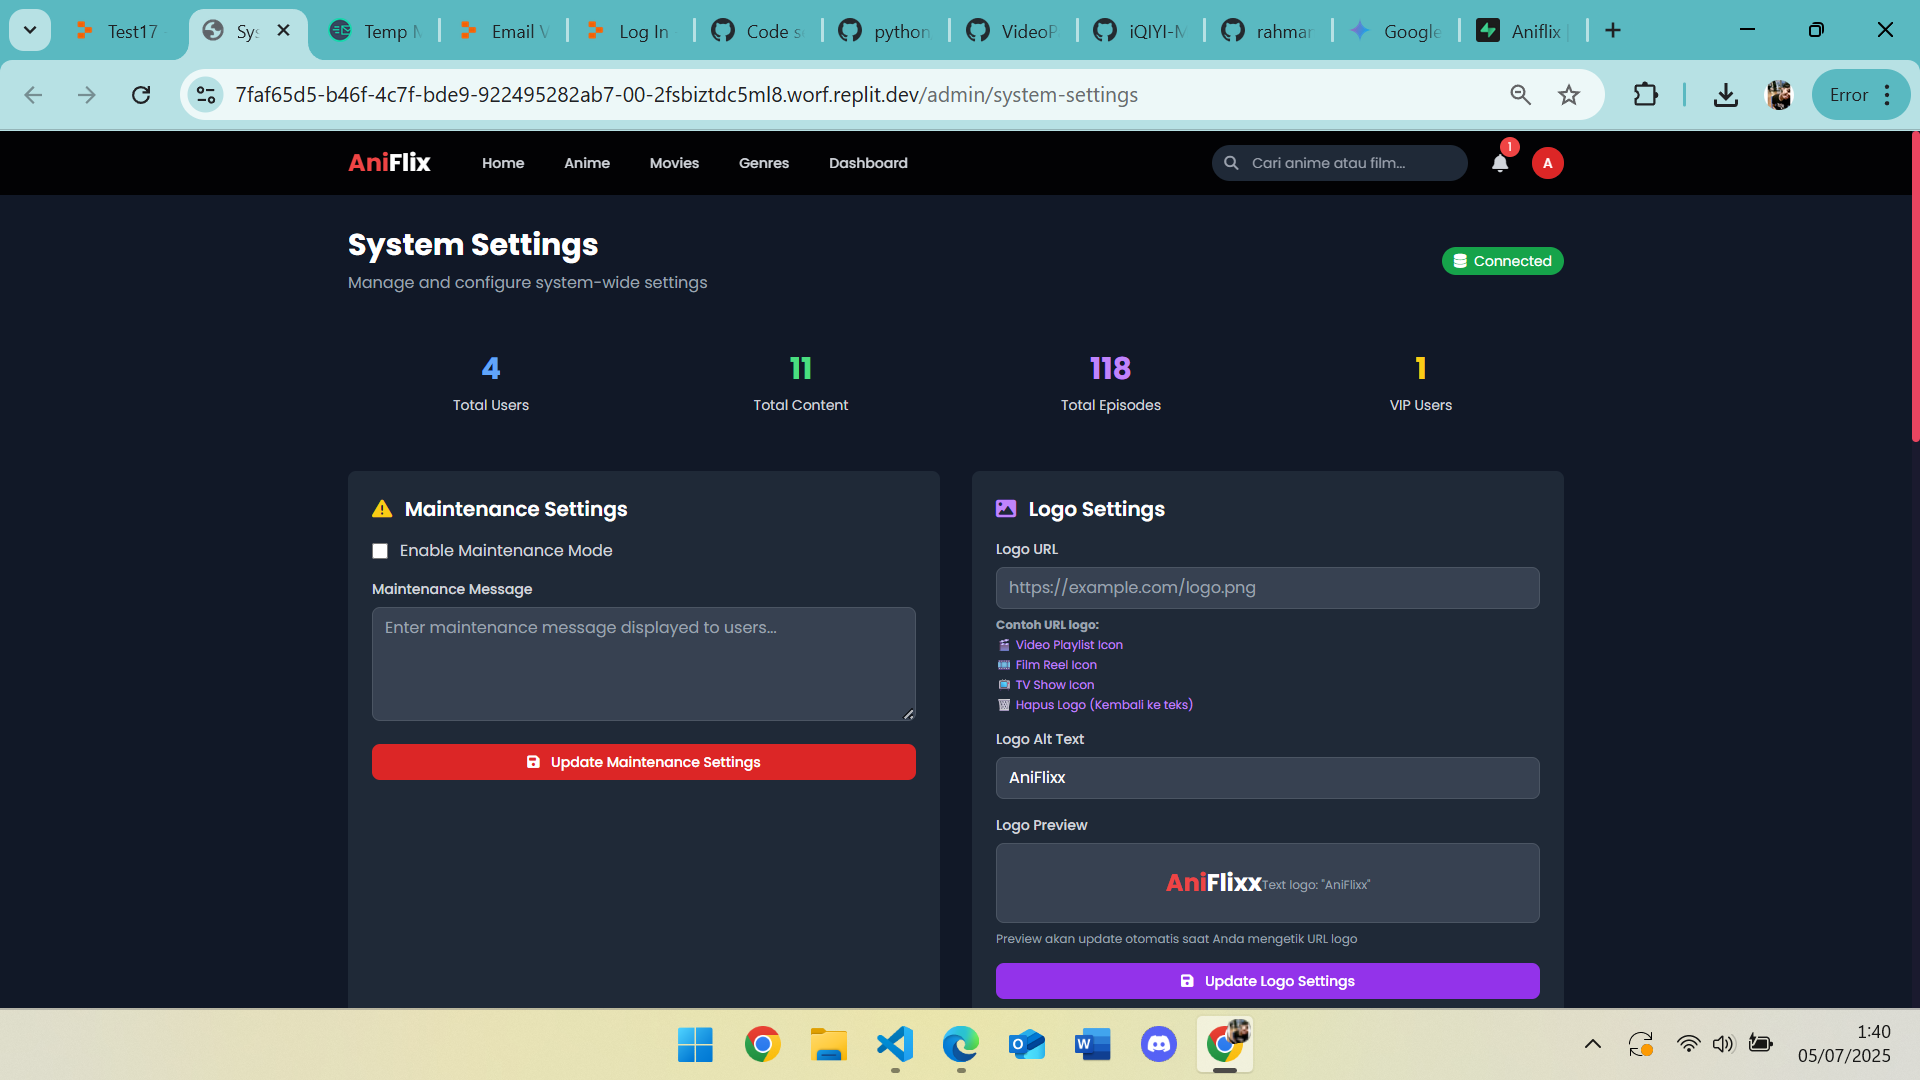 Test17
Sys
Temp M
Email V
Log In
Code s
python
VideoP
iQIYI-M
rahmar
Google
Aniflix
7faf65d5-b46f-4c7f-bde9-922495282ab7-00-2fsbiztdc5ml8.worf.replit.dev/admin/system-settings
Error
AniFlix
Home
Anime
Movies
Genres
Dashboard
Cari anime atau film...
1
A
System Settings
Manage and configure system-wide settings
Connected
4
11
118
1
Total Users
Total Content
Total Episodes
VIP Users
Maintenance Settings
Enable Maintenance Mode
Maintenance Message
Enter maintenance message displayed to users...
Update Maintenance Settings
Logo Settings
Logo URL
https://example.com/logo.png
Contoh URL logo:
Video Playlist Icon
Film Reel Icon
TV Show Icon
Hapus Logo (Kembali ke teks)
Logo Alt Text
AniFlixx
Logo Preview
AniFlixx Text logo: "AniFlixx"
Preview akan update otomatis saat Anda mengetik URL logo
Update Logo Settings
1:40
05/07/2025